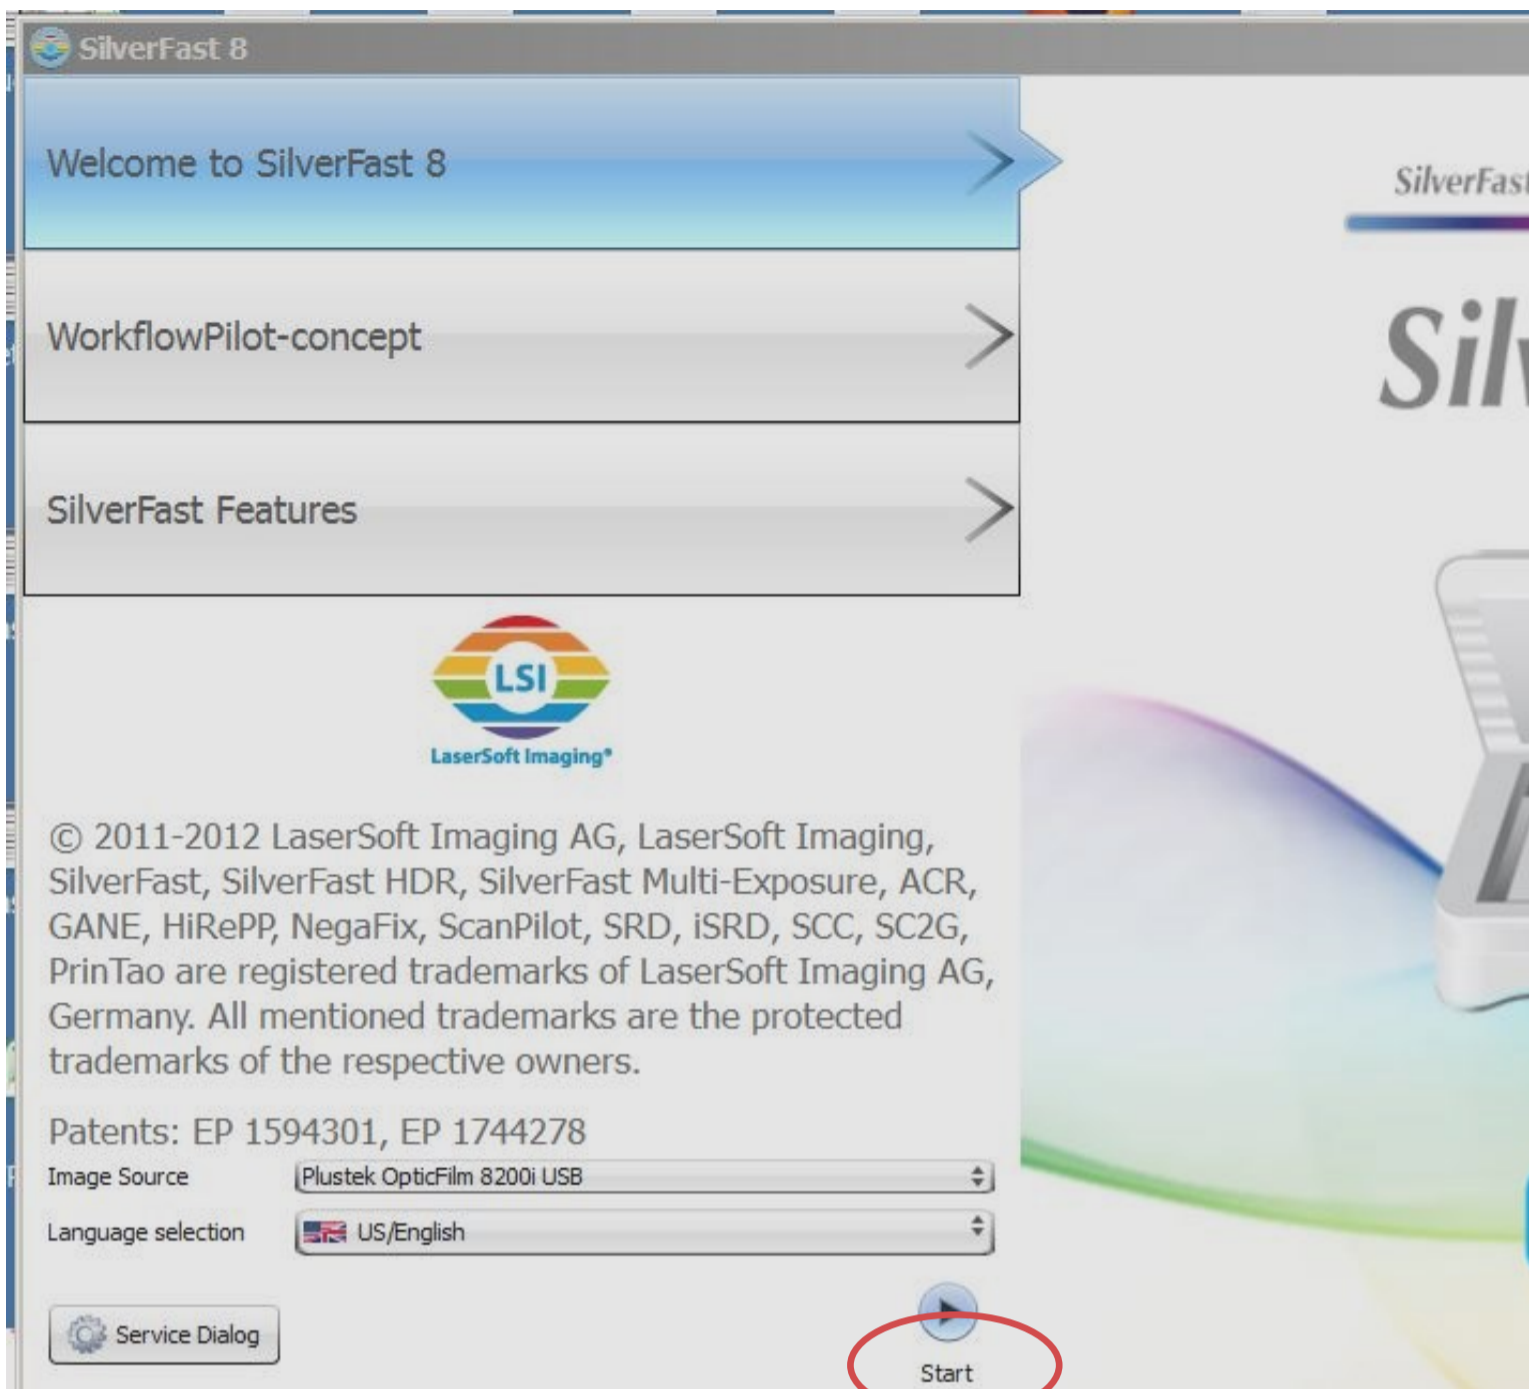 SilverFast 8
Welcome to SilverFast 8
WorkflowPilot-concept
SilverFast Features
LSI
LaserSoft Imaging®
© 2011-2012 LaserSoft Imaging AG, LaserSoft Imaging,
SilverFast, SilverFast HDR, SilverFast Multi-Exposure, ACR,
GANE, HiRePP, NegaFix, ScanPilot, SRD, iSRD, SCC, SC2G,
PrinTao are registered trademarks of LaserSoft Imaging AG,
Germany. All mentioned trademarks are the protected
trademarks of the respective owners.
Patents: EP 1594301, EP 1744278
Image Source Plustek OpticFilm 8200i USB
Language selection US/English
Service Dialog
Start
SilverFast
Silv